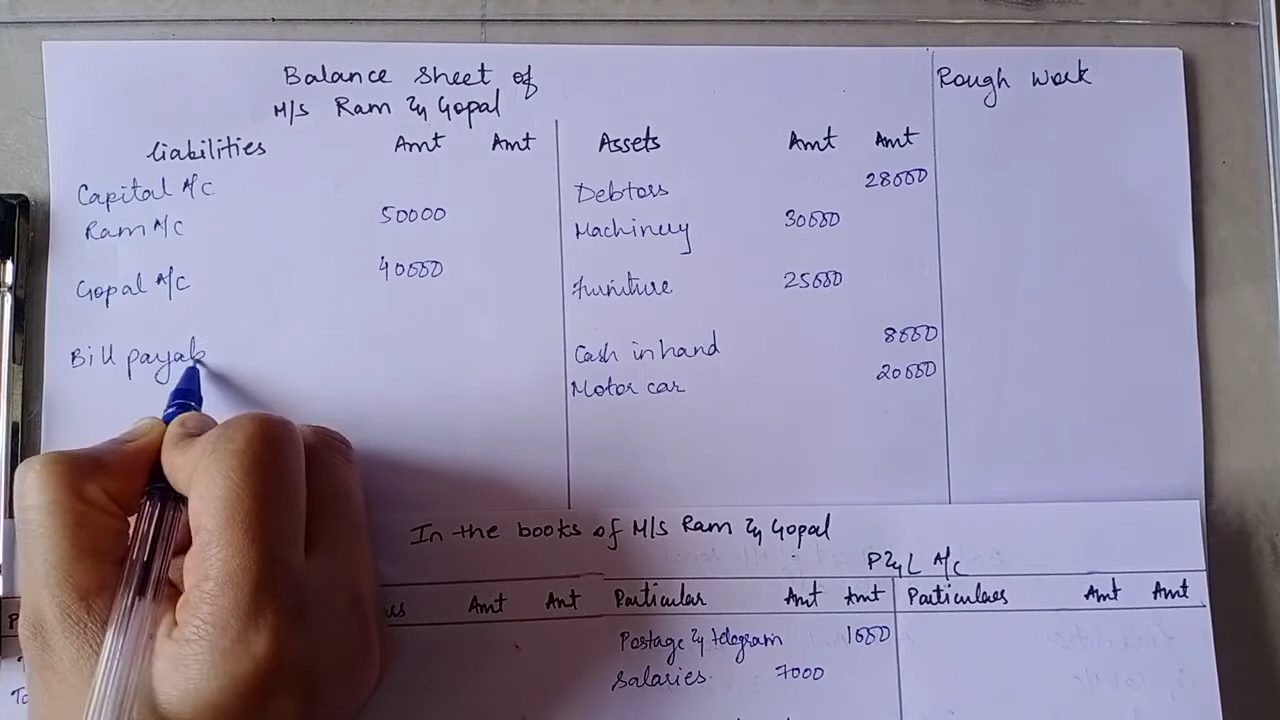 Balance Sheet of
M/S Ram & Gopal
Rough Work
Liabilities Amt Amt Assets Amt Amt
Capital A/C Debtors 28000
Ram A/C 50000 Machinery 30000
Gopal A/C 40000 Furniture 25000
Bill payab Cash in hand 8000
Motor car 20000
In the books of M/S Ram & Gopal
P & L A/C
Amt Amt Particular Amt Amt Particulars Amt Amt
Postage & telegram 1000
Salaries 7000
To